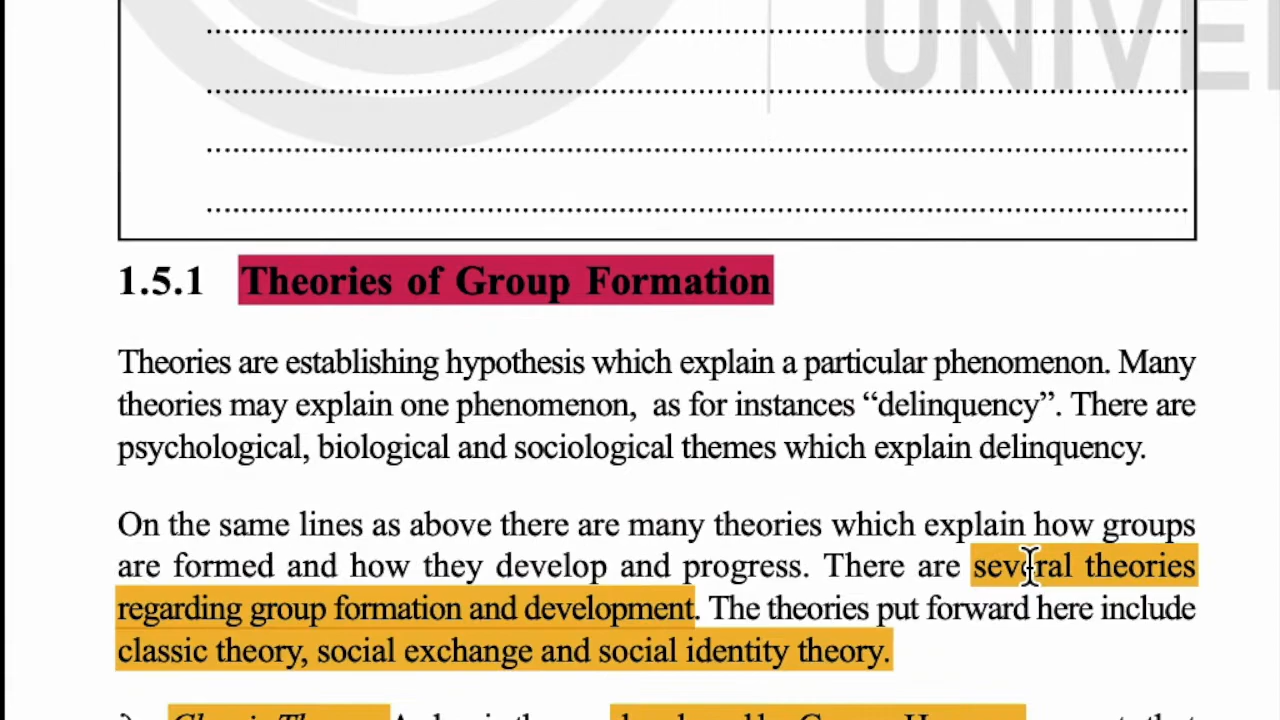 UNIVE
1.5.1 Theories of Group Formation
Theories are establishing hypothesis which explain a particular phenomenon. Many
theories may explain one phenomenon, as for instances “delinquency”. There are
psychological, biological and sociological themes which explain delinquency.
On the same lines as above there are many theories which explain how groups
are formed and how they develop and progress. There are several theories
regarding group formation and development. The theories put forward here include
classic theory, social exchange and social identity theory.